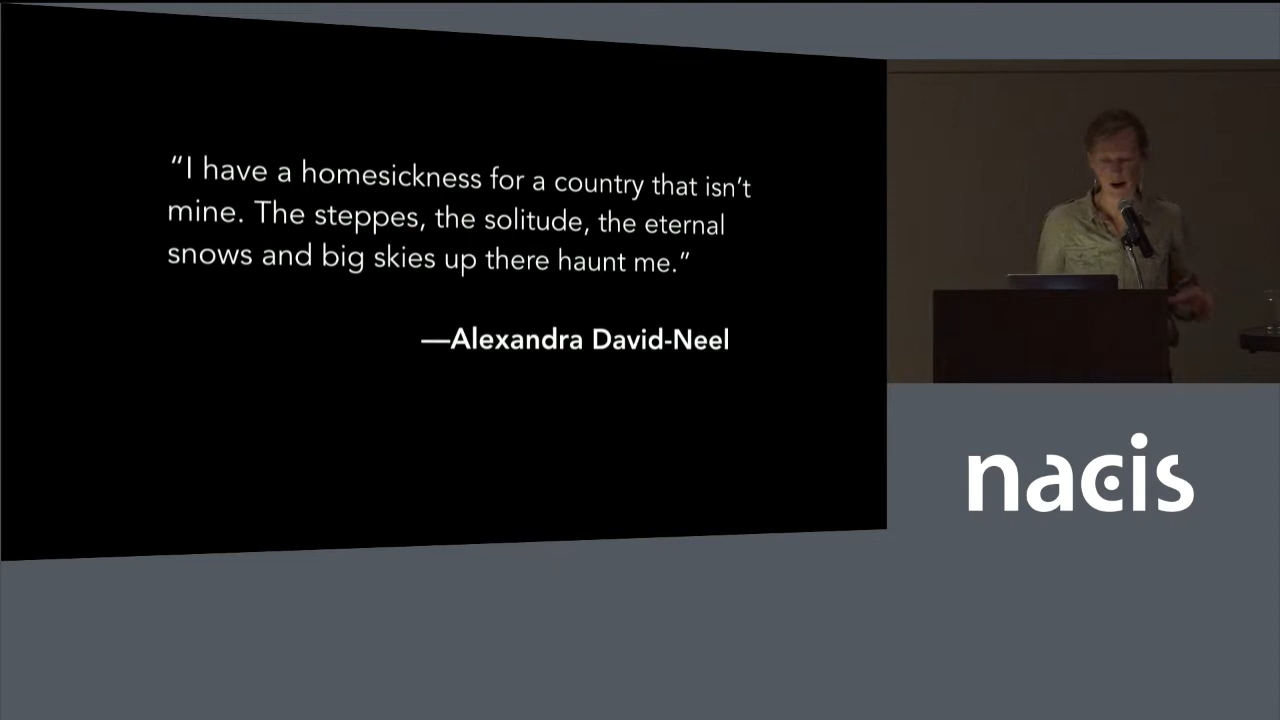 “I have a homesickness for a country that isn’t
mine. The steppes, the solitude, the eternal
snows and big skies up there haunt me.”
—Alexandra David-Neel
nacis